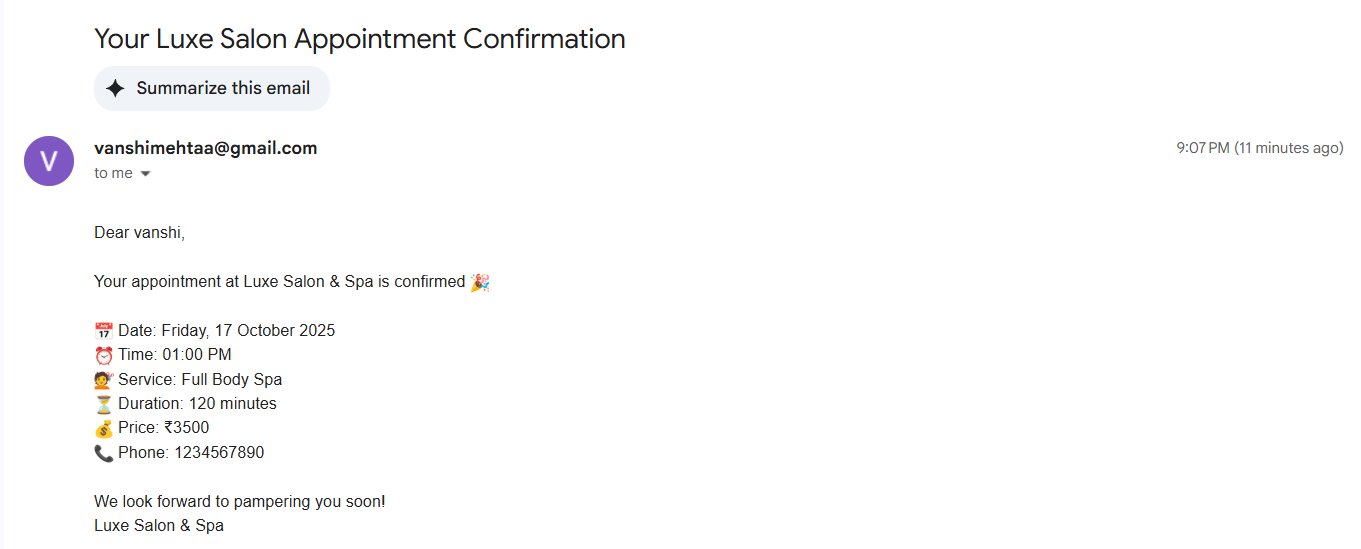 Your Luxe Salon Appointment Confirmation
Summarize this email
V
vanshimehtaa@gmail.com
9:07 PM (11 minutes ago)
to me
Dear vanshi,
Your appointment at Luxe Salon & Spa is confirmed 🎉
📅 Date: Friday, 17 October 2025
⏰ Time: 01:00 PM
💇 Service: Full Body Spa
⏳ Duration: 120 minutes
💰 Price: ₹3500
📞 Phone: 1234567890
We look forward to pampering you soon!
Luxe Salon & Spa